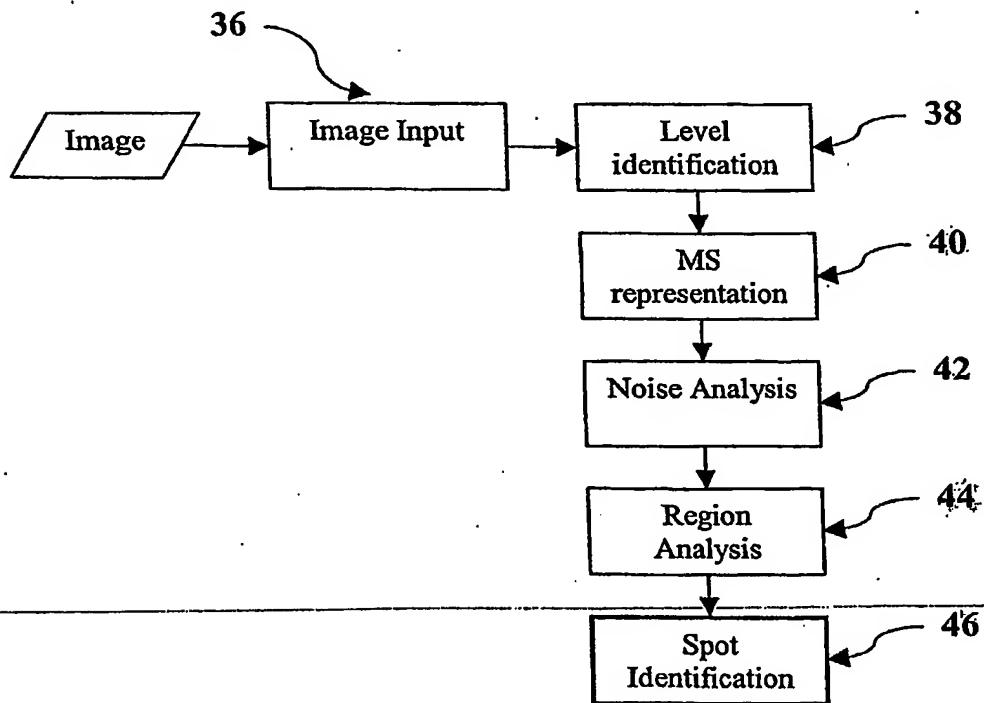 36
Image
Image Input
Level
identification
38
MS
representation
40
Noise Analysis
42
Region
Analysis
44
Spot
Identification
46